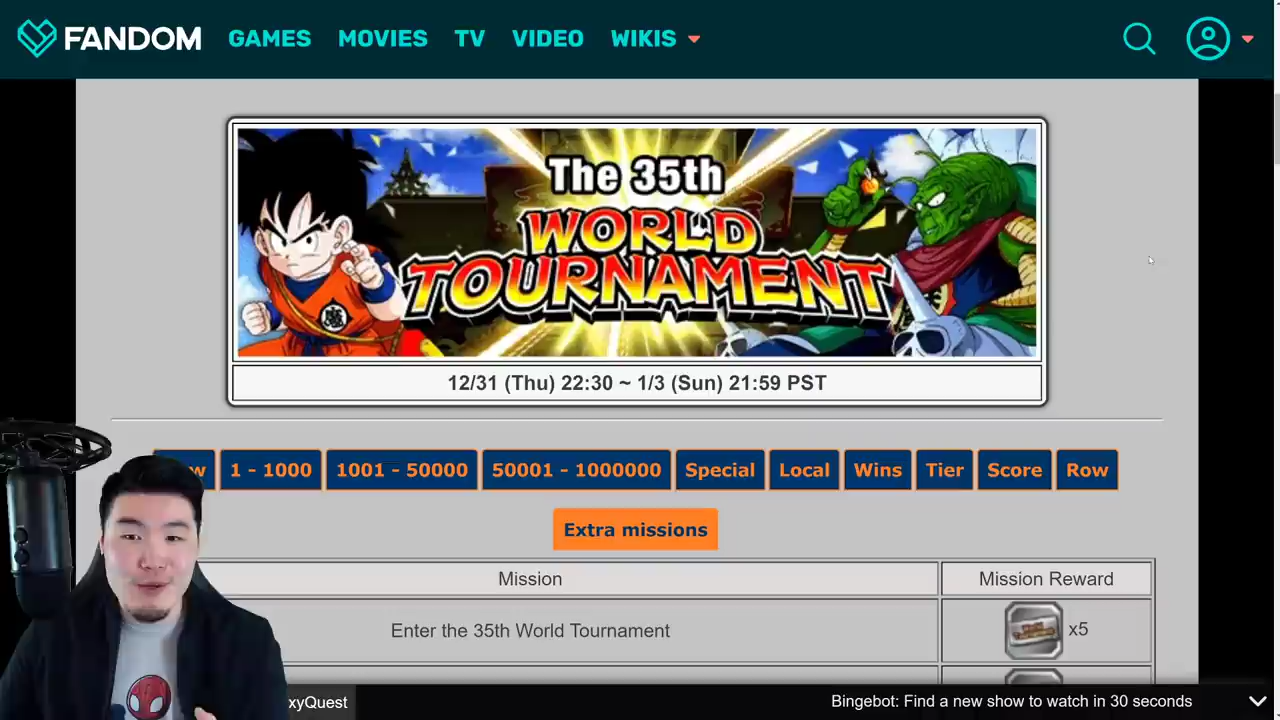 FANDOM GAMES MOVIES TV VIDEO WIKIS
The 35th
WORLD
TOURNAMENT
12/31 (Thu) 22:30 ~ 1/3 (Sun) 21:59 PST
1 - 1000 1001 - 50000 50001 - 1000000 Special Local Wins Tier Score Row
Extra missions
Mission Mission Reward
Enter the 35th World Tournament x5
Bingebot: Find a new show to watch in 30 seconds